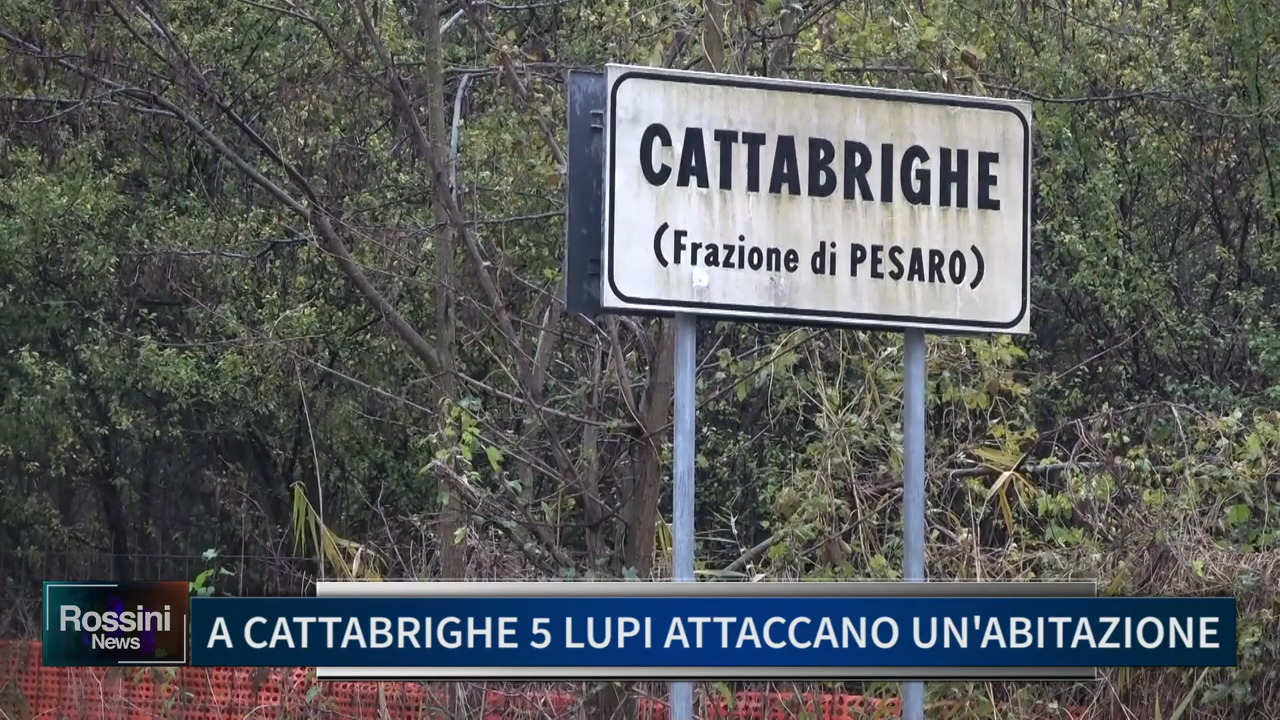 CATTABRIGHE
(Frazione di PESARO)
Rossini
News
A CATTABRIGHE 5 LUPI ATTACCANO UN'ABITAZIONE